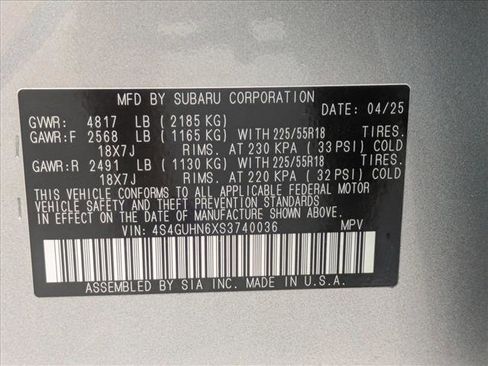 MFD BY SUBARU CORPORATION
GVWR: 4817 LB (2185 KG) DATE: 04/25
GAWR:F 2568 LB (1165 KG) WITH 225/55R18 TIRES.
18X7J RIMS. AT 230 KPA (33 PSI) COLD
GAWR:R 2491 LB (1130 KG) WITH 225/55R18 TIRES.
18X7J RIMS. AT 220 KPA (32 PSI) COLD
THIS VEHICLE CONFORMS TO ALL APPLICABLE FEDERAL MOTOR
VEHICLE SAFETY AND THEFT PREVENTION STANDARDS
IN EFFECT ON THE DATE OF MANUFACTURE SHOWN ABOVE.
VIN: 4S4GUHN6XS3740036 MPV
ASSEMBLED BY SIA INC. MADE IN U.S.A.